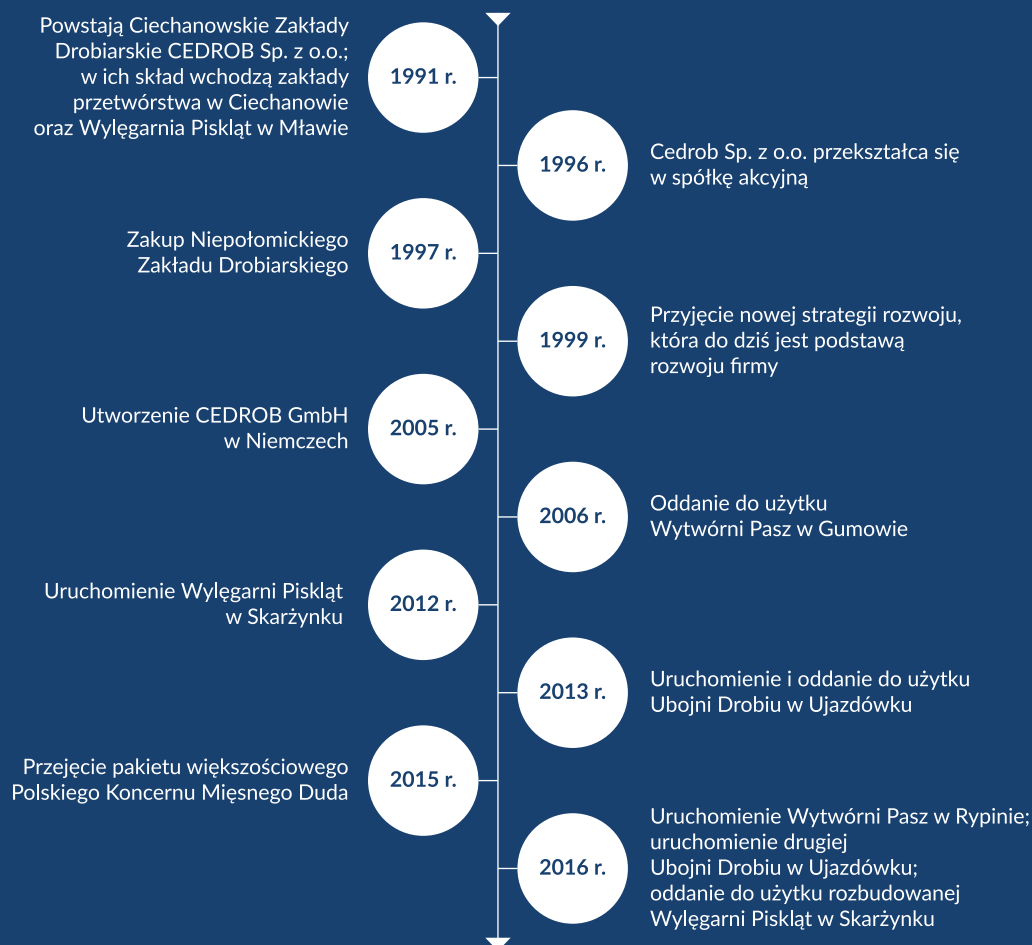 Powstają Ciechanowskie Zakłady
Drobiarskie CEDROB Sp. z o.o.;
w ich skład wchodzą zakłady
przetwórstwa w Ciechanowie
oraz Wylęgarnia Piskląt w Mławie
1991 r.
1996 r.
Cedrob Sp. z o.o. przekształca się
w spółkę akcyjną
Zakup Niepołomickiego
Zakładu Drobiarskiego
1997 r.
1999 r.
Przyjęcie nowej strategii rozwoju,
która do dziś jest podstawą
rozwoju firmy
Utworzenie CEDROB GmbH
w Niemczech
2005 r.
2006 r.
Oddanie do użytku
Wytwórni Pasz w Gumowie
Uruchomienie Wylęgarni Piskląt
w Skarżynku
2012 r.
2013 r.
Uruchomienie i oddanie do użytku
Ubojni Drobiu w Ujazdówku
Przejęcie pakietu większościowego
Polskiego Koncernu Mięsnego Duda
2015 r.
2016 r.
Uruchomienie Wytwórni Pasz w Rypinie;
uruchomienie drugiej
Ubojni Drobiu w Ujazdówku;
oddanie do użytku rozbudowanej
Wylęgarni Piskląt w Skarżynku